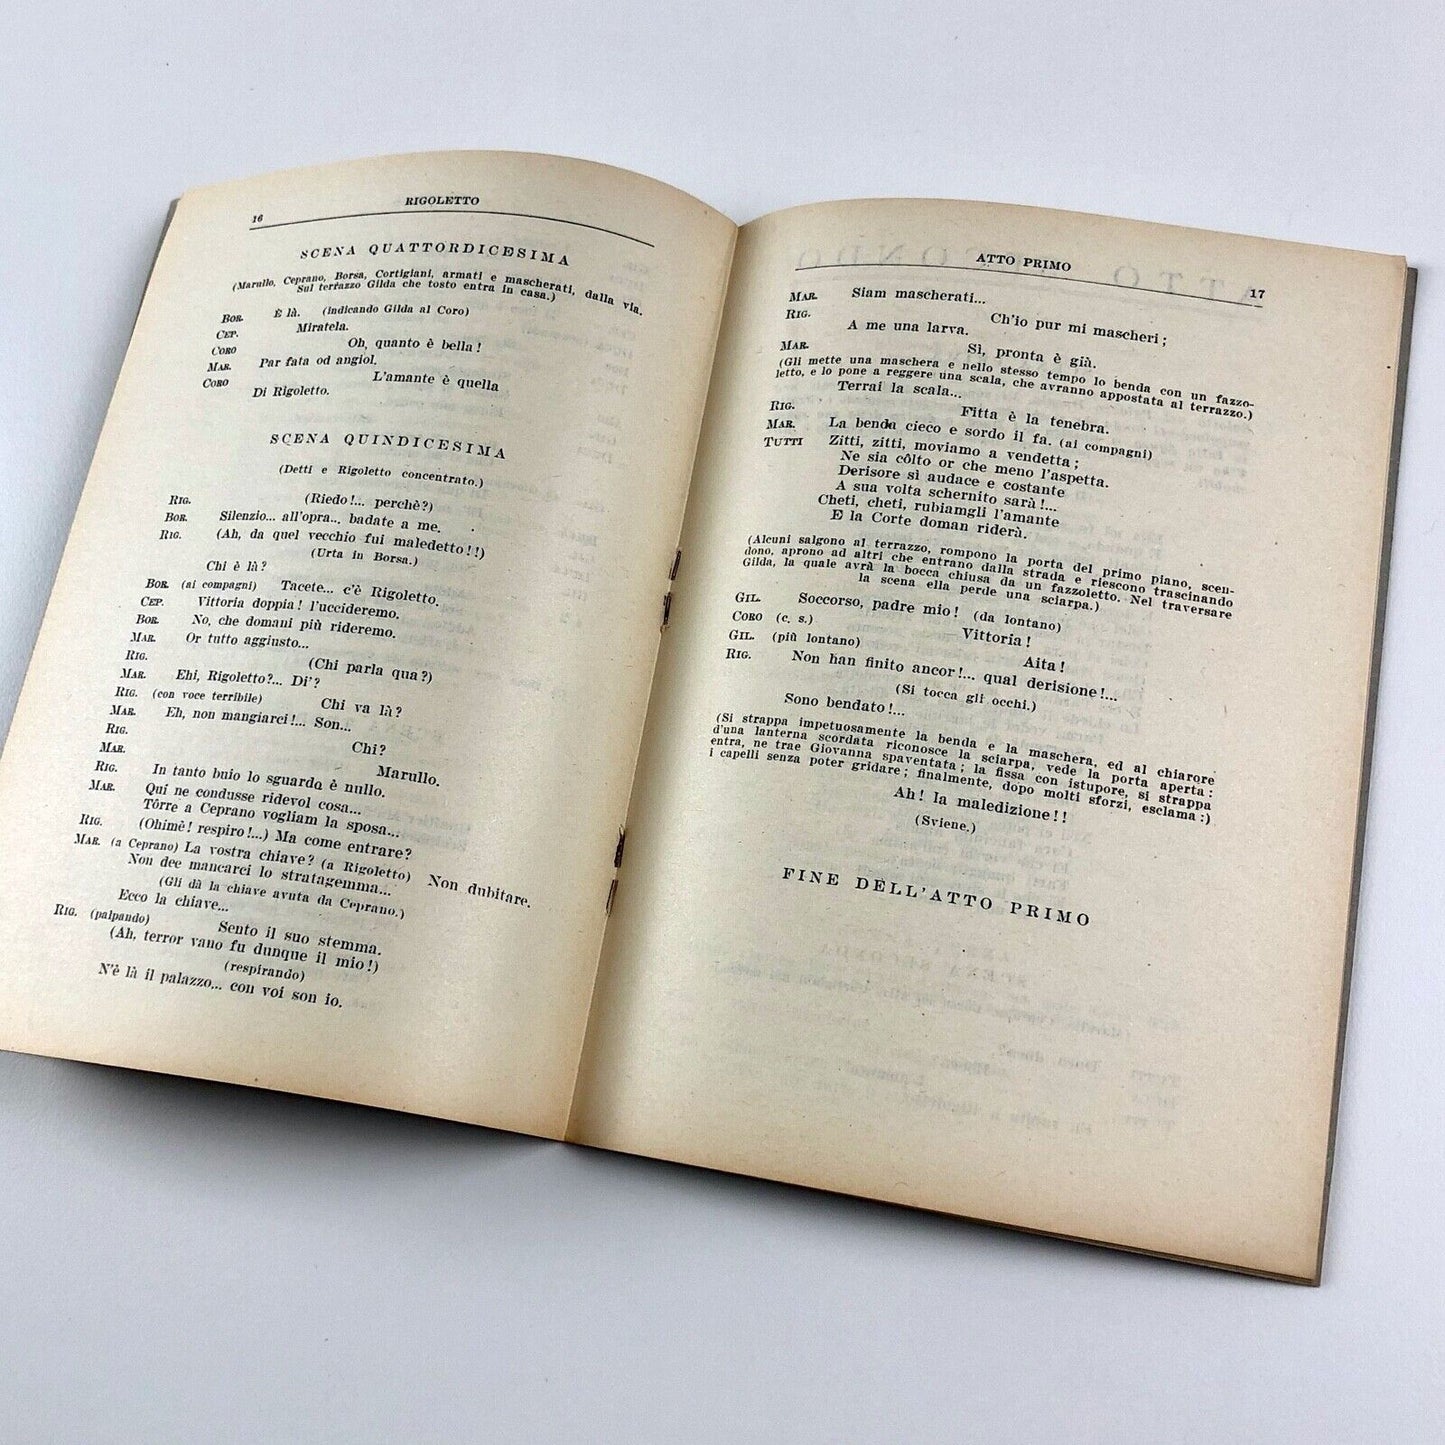 16
RIGOLETTO
SCENA QUATTORDICESIMA
(Marullo, Ceprano, Borsa, Cortigiani, armati e mascherati, dalla via.
Sul terrazzo Gilda che tosto entra in casa.)
BOR. È là. (indicando Gilda al Coro)
CEP. Miratela.
CORO Oh, quanto è bella!
MAR. Par fata od angiol.
CORO L'amante è quella
Di Rigoletto.
SCENA QUINDICESIMA
(Detti e Rigoletto concentrato.)
RIG. (Riedo!... perchè?)
BOR. Silenzio... all'opra... badate a me.
RIG. (Ah, da quel vecchio fui maledetto!!)
(Urta in Borsa.)
Chi è là?
BOR. (ai compagni) Tacete... c'è Rigoletto.
CEP. Vittoria doppia! l'uccideremo.
BOR. No, che domani più rideremo.
MAR. Or tutto aggiusto...
RIG. (Chi parla qua?)
MAR. Ehi, Rigoletto?... Di'?
RIG. (con voce terribile) Chi va là?
MAR. Eh, non mangiarci!... Son...
RIG. Chi?
MAR. Marullo.
RIG. In tanto buio lo sguardo è nullo.
MAR. Qui ne condusse ridevol cosa...
Tôrre a Ceprano vogliam la sposa...
RIG. (Ohimè! respiro!...) Ma come entrare?
MAR. (a Ceprano) La vostra chiave? (a Rigoletto) Non dubitare.
Non dee mancarci lo stratagemma...
(Gli dà la chiave avuta da Ceprano.)
Ecco la chiave...
RIG. (palpando) Sento il suo stemma.
(Ah, terror vano fu dunque il mio!)
(respirando)
N'è là il palazzo... con voi son io.
ATTO PRIMO
17
MAR. Siam mascherati...
RIG. Ch'io pur mi mascheri;
A me una larva.
MAR. Sì, pronta è già.
(Gli mette una maschera e nello stesso tempo lo benda con un fazzo-
letto, e lo pone a reggere una scala, che avranno appostata al terrazzo.)
Terrai la scala...
RIG. Fitta è la tenebra.
MAR. La benda cieco e sordo il fa. (ai compagni)
TUTTI Zitti, zitti, moviamo a vendetta;
Ne sia côlto or che meno l'aspetta.
Derisore sì audace e costante
A sua volta schernito sarà!...
Cheti, cheti, rubiamgli l'amante
E la Corte doman riderà.
(Alcuni salgono al terrazzo, rompono la porta del primo piano, scen-
dono, aprono ad altri che entrano dalla strada e riescono trascinando
Gilda, la quale avrà la bocca chiusa da un fazzoletto. Nel traversare
la scena ella perde una sciarpa.)
GIL. Soccorso, padre mio! (da lontano)
CORO (c. s.) Vittoria!
GIL. (più lontano) Aita!
RIG. Non han finito ancor!... qual derisione!...
(Si tocca gli occhi.)
Sono bendato!...
(Si strappa impetuosamente la benda e la maschera, ed al chiarore
d'una lanterna scordata riconosce la sciarpa, vede la porta aperta:
entra, ne trae Giovanna spaventata; la fissa con istupore, si strappa
i capelli senza poter gridare; finalmente, dopo molti sforzi, esclama:)
Ah! la maledizione!!
(Sviene.)
FINE DELL'ATTO PRIMO